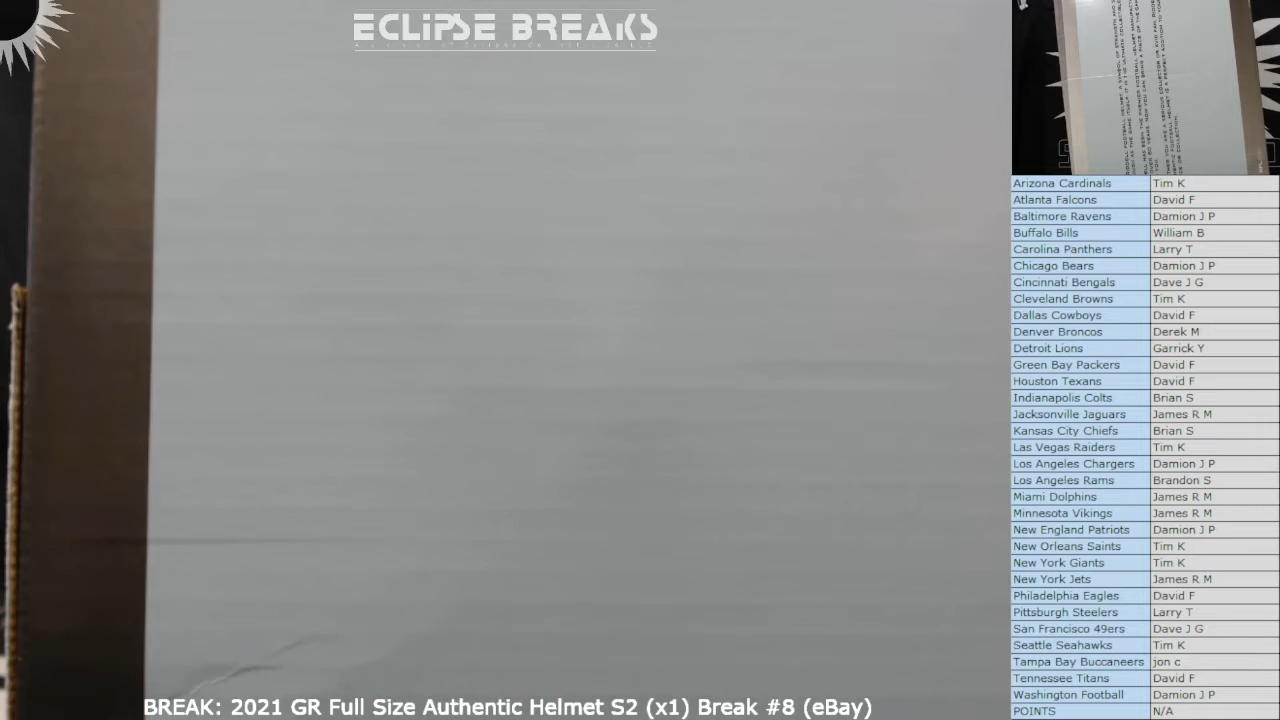 ECLIPSE BREAKS
Arizona Cardinals Tim K
Atlanta Falcons David F
Baltimore Ravens Damion J P
Buffalo Bills William B
Carolina Panthers Larry T
Chicago Bears Damion J P
Cincinnati Bengals Dave J G
Cleveland Browns Tim K
Dallas Cowboys David F
Denver Broncos Derek M
Detroit Lions Garrick Y
Green Bay Packers David F
Houston Texans David F
Indianapolis Colts Brian S
Jacksonville Jaguars James R M
Kansas City Chiefs Brian S
Las Vegas Raiders Tim K
Los Angeles Chargers Damion J P
Los Angeles Rams Brandon S
Miami Dolphins James R M
Minnesota Vikings James R M
New England Patriots Damion J P
New Orleans Saints Tim K
New York Giants Tim K
New York Jets James R M
Philadelphia Eagles David F
Pittsburgh Steelers Larry T
San Francisco 49ers Dave J G
Seattle Seahawks Tim K
Tampa Bay Buccaneers jon c
Tennessee Titans David F
Washington Football Damion J P
POINTS N/A
BREAK: 2021 GR Full Size Authentic Helmet S2 (x1) Break #8 (eBay)